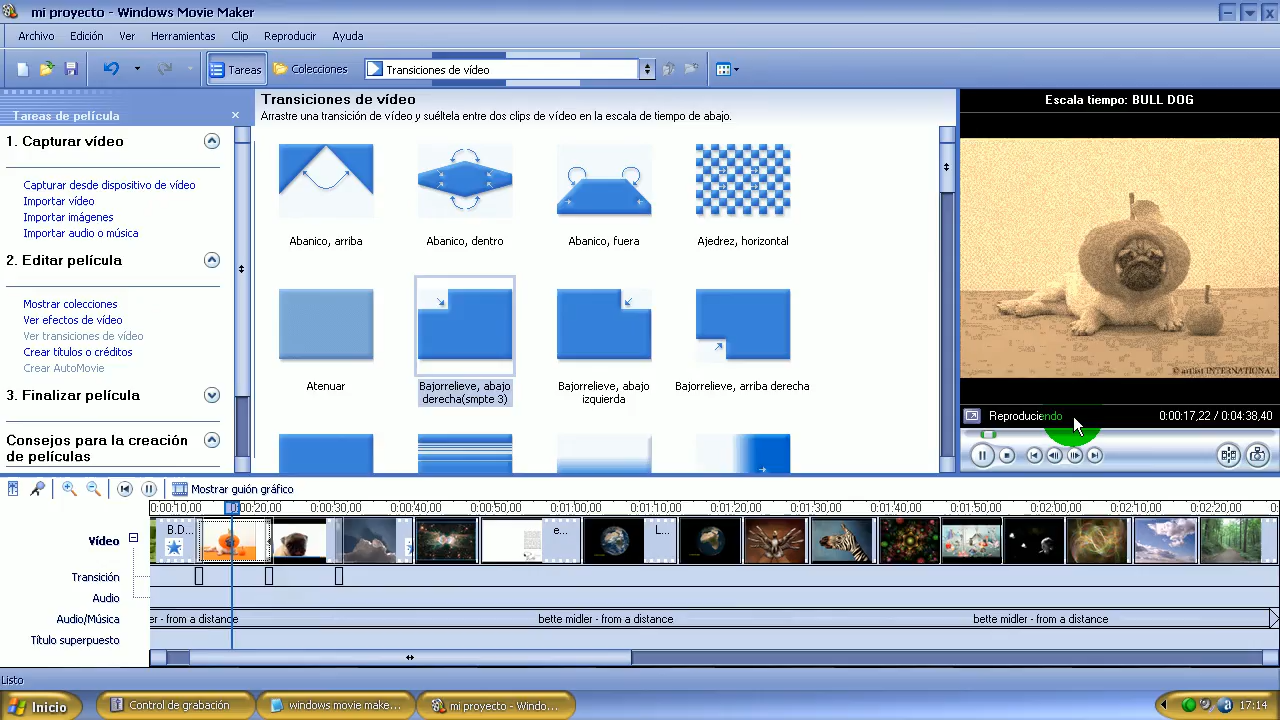 mi proyecto - Windows Movie Maker
Archivo Edición Ver Herramientas Clip Reproducir Ayuda
Tareas Colecciones Transiciones de vídeo
Tareas de película
1. Capturar vídeo
Capturar desde dispositivo de vídeo
Importar vídeo
Importar imágenes
Importar audio o música
2. Editar película
Mostrar colecciones
Ver efectos de vídeo
Ver transiciones de vídeo
Crear títulos o créditos
Crear AutoMovie
3. Finalizar película
Consejos para la creación
de películas
Transiciones de vídeo
Arrastre una transición de vídeo y suéltela entre dos clips de vídeo en la escala de tiempo de abajo.
Abanico, arriba
Abanico, dentro
Abanico, fuera
Ajedrez, horizontal
Atenuar
Bajorrelieve, abajo
derecha(smpte 3)
Bajorrelieve, abajo
izquierda
Bajorrelieve, arriba derecha
Escala tiempo: BULL DOG
© artist INTERNATIONAL
Reproduciendo
0:00:17,22 / 0:04:38,40
Mostrar guión gráfico
0:00:10,00 0:00:20,00 0:00:30,00 0:00:40,00 0:00:50,00 0:01:00,00 0:01:10,00 0:01:20,00 0:01:30,00 0:01:40,00 0:01:50,00 0:02:00,00 0:02:10,00 0:02:20,00
Vídeo
B D...
e...
L...
Transición
Audio
Audio/Música
er - from a distance
bette midler - from a distance
bette midler - from a distance
Título superpuesto
Listo
Inicio
Control de grabación
windows movie make...
mi proyecto - Windo...
17:14